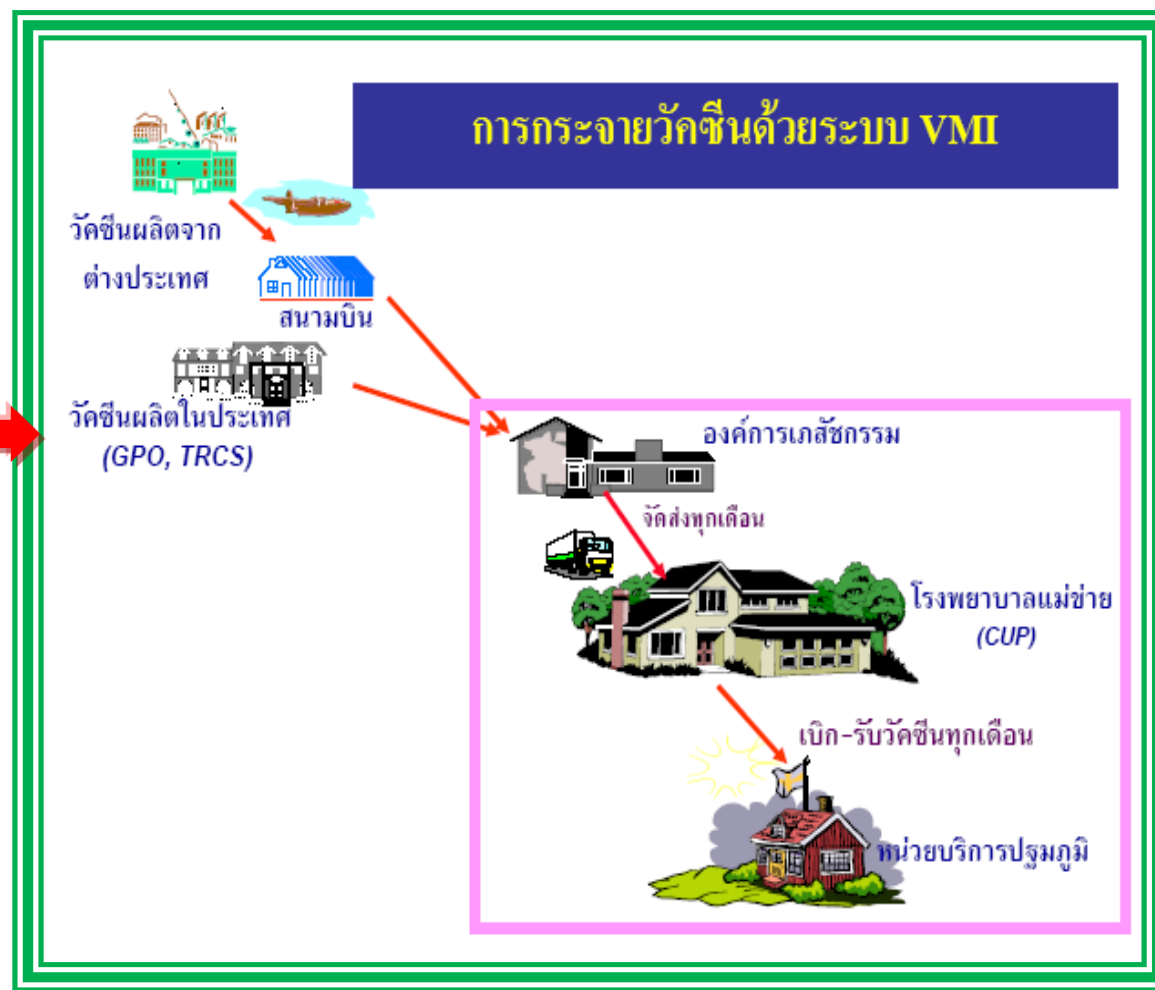 การกระจายวัคซีนด้วยระบบ VMI
วัคซีนผลิตจาก
ต่างประเทศ
สนามบิน
วัคซีนผลิตในประเทศ
(GPO, TRCS)
องค์การเภสัชกรรม
จัดส่งทุกเดือน
โรงพยาบาลแม่ข่าย
(CUP)
เบิก-รับวัคซีนทุกเดือน
หน่วยบริการปฐมภูมิ